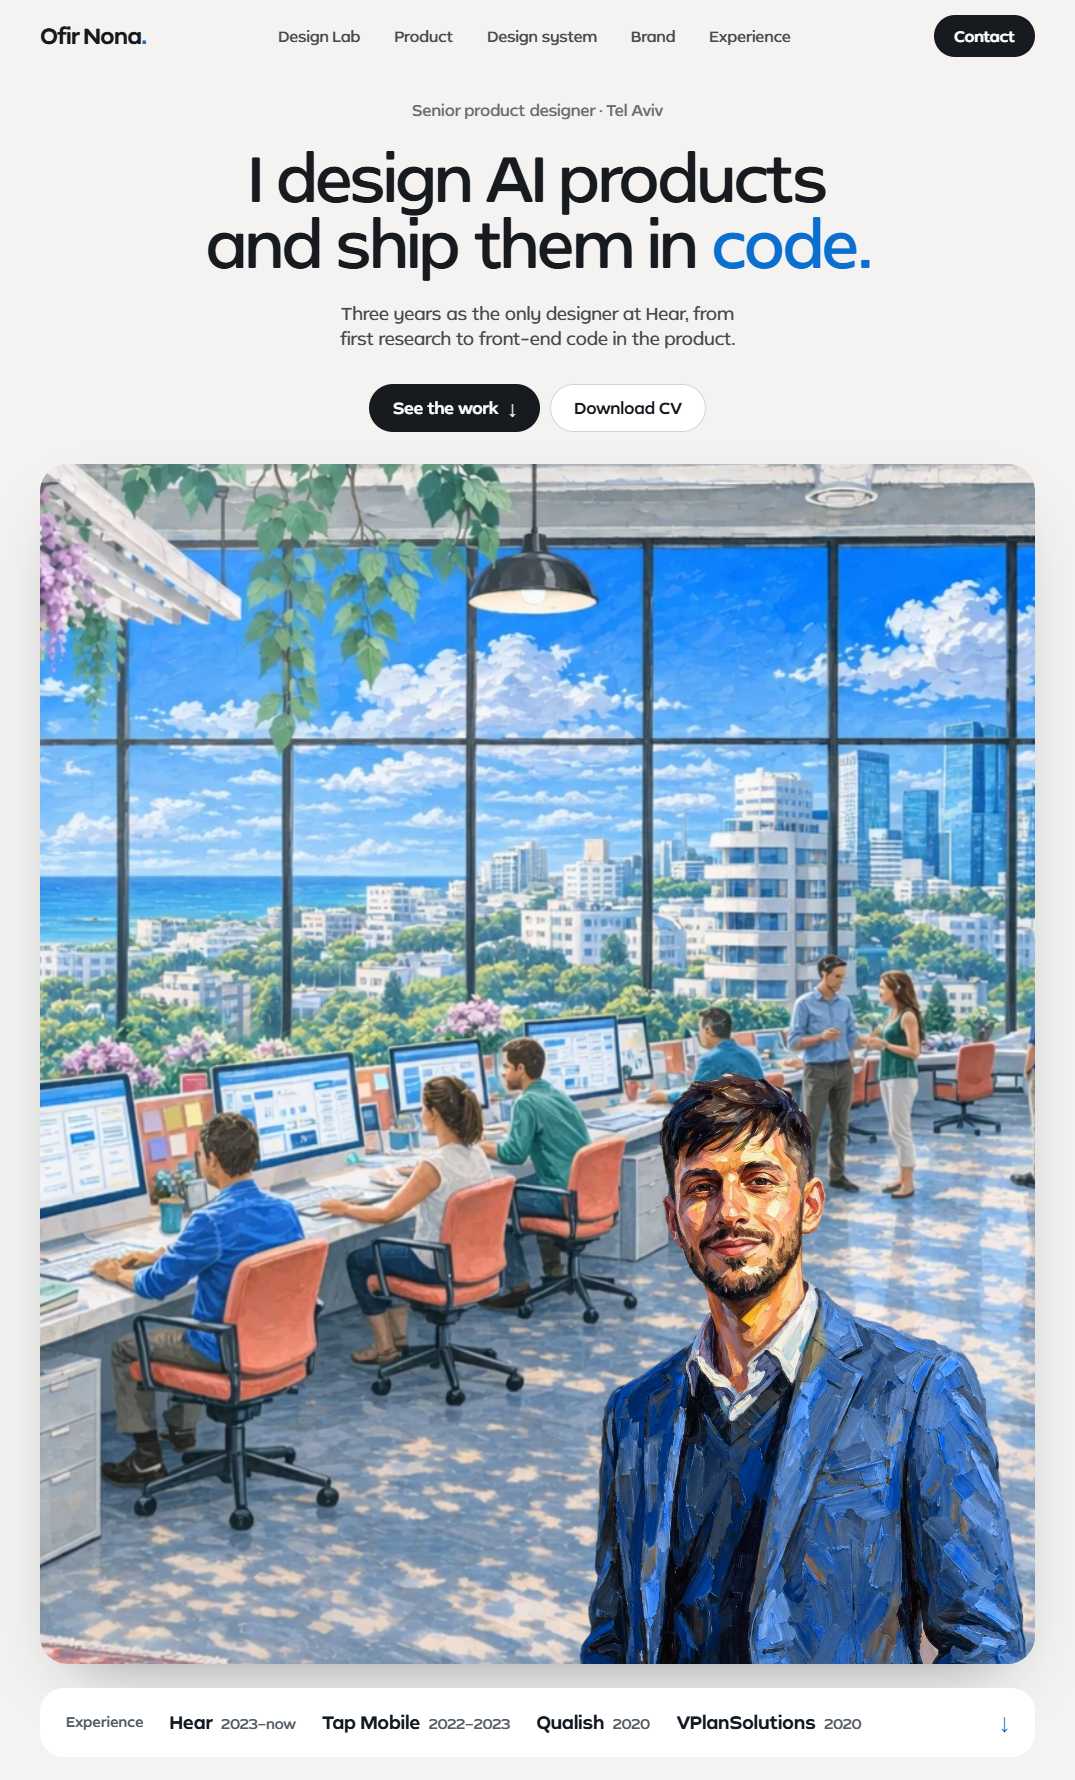 Ofir Nona.
Design Lab
Product
Design system
Brand
Experience
Contact
Senior product designer · Tel Aviv
I design AI products
and ship them in code.
Three years as the only designer at Hear, from
first research to front-end code in the product.
See the work ↓
Download CV
Experience
Hear 2023–now
Tap Mobile 2022–2023
Qualish 2020
VPlanSolutions 2020
↓